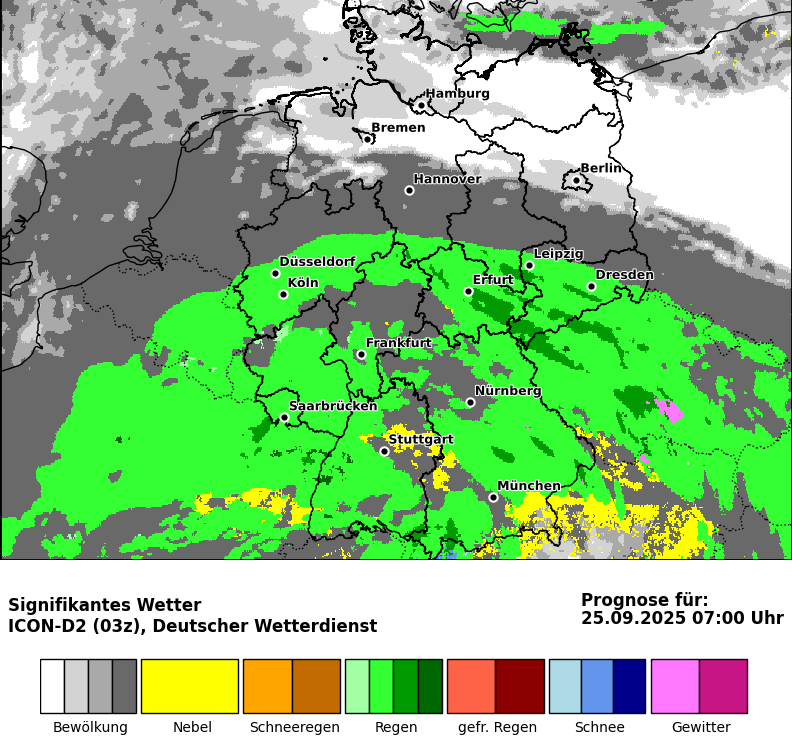 Hamburg
Bremen
Berlin
Hannover
Leipzig
Düsseldorf
Dresden
Erfurt
Köln
Frankfurt
Nürnberg
Saarbrücken
Stuttgart
München
Signifikantes Wetter
ICON-D2 (03z), Deutscher Wetterdienst
Prognose für:
25.09.2025 07:00 Uhr
Bewölkung Nebel Schneeregen Regen gefr. Regen Schnee Gewitter